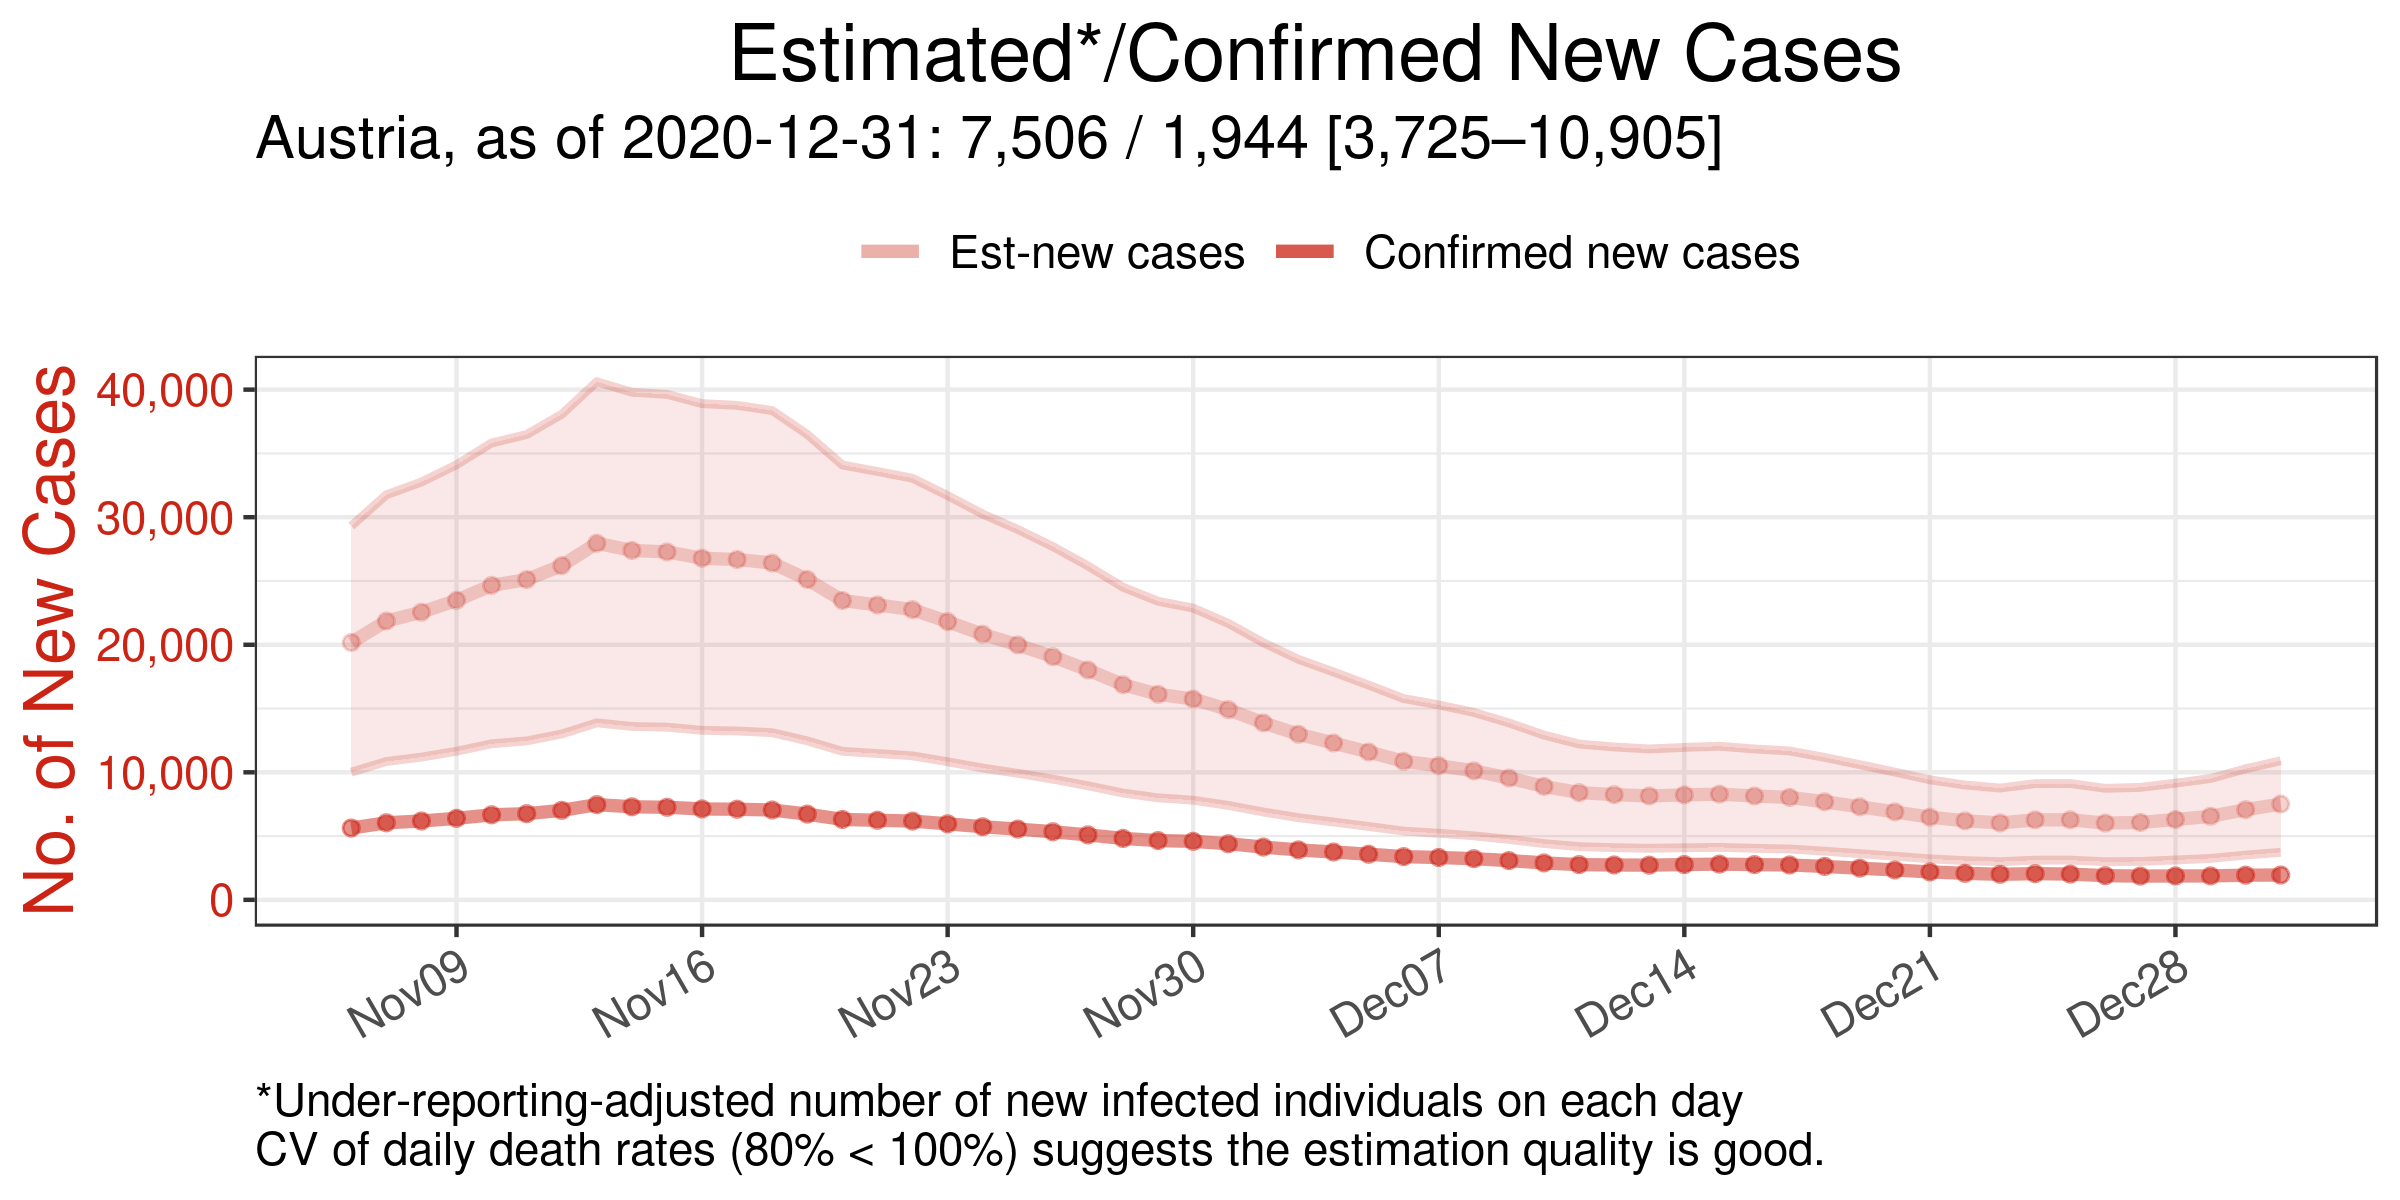 Estimated*/Confirmed New Cases
Austria, as of 2020-12-31: 7,506 / 1,944 [3,725–10,905]
Est-new cases
Confirmed new cases
No. of New Cases
40,000
30,000
20,000
10,000
0
Nov09
Nov16
Nov23
Nov30
Dec07
Dec14
Dec21
Dec28
*Under-reporting-adjusted number of new infected individuals on each day
CV of daily death rates (80% < 100%) suggests the estimation quality is good.